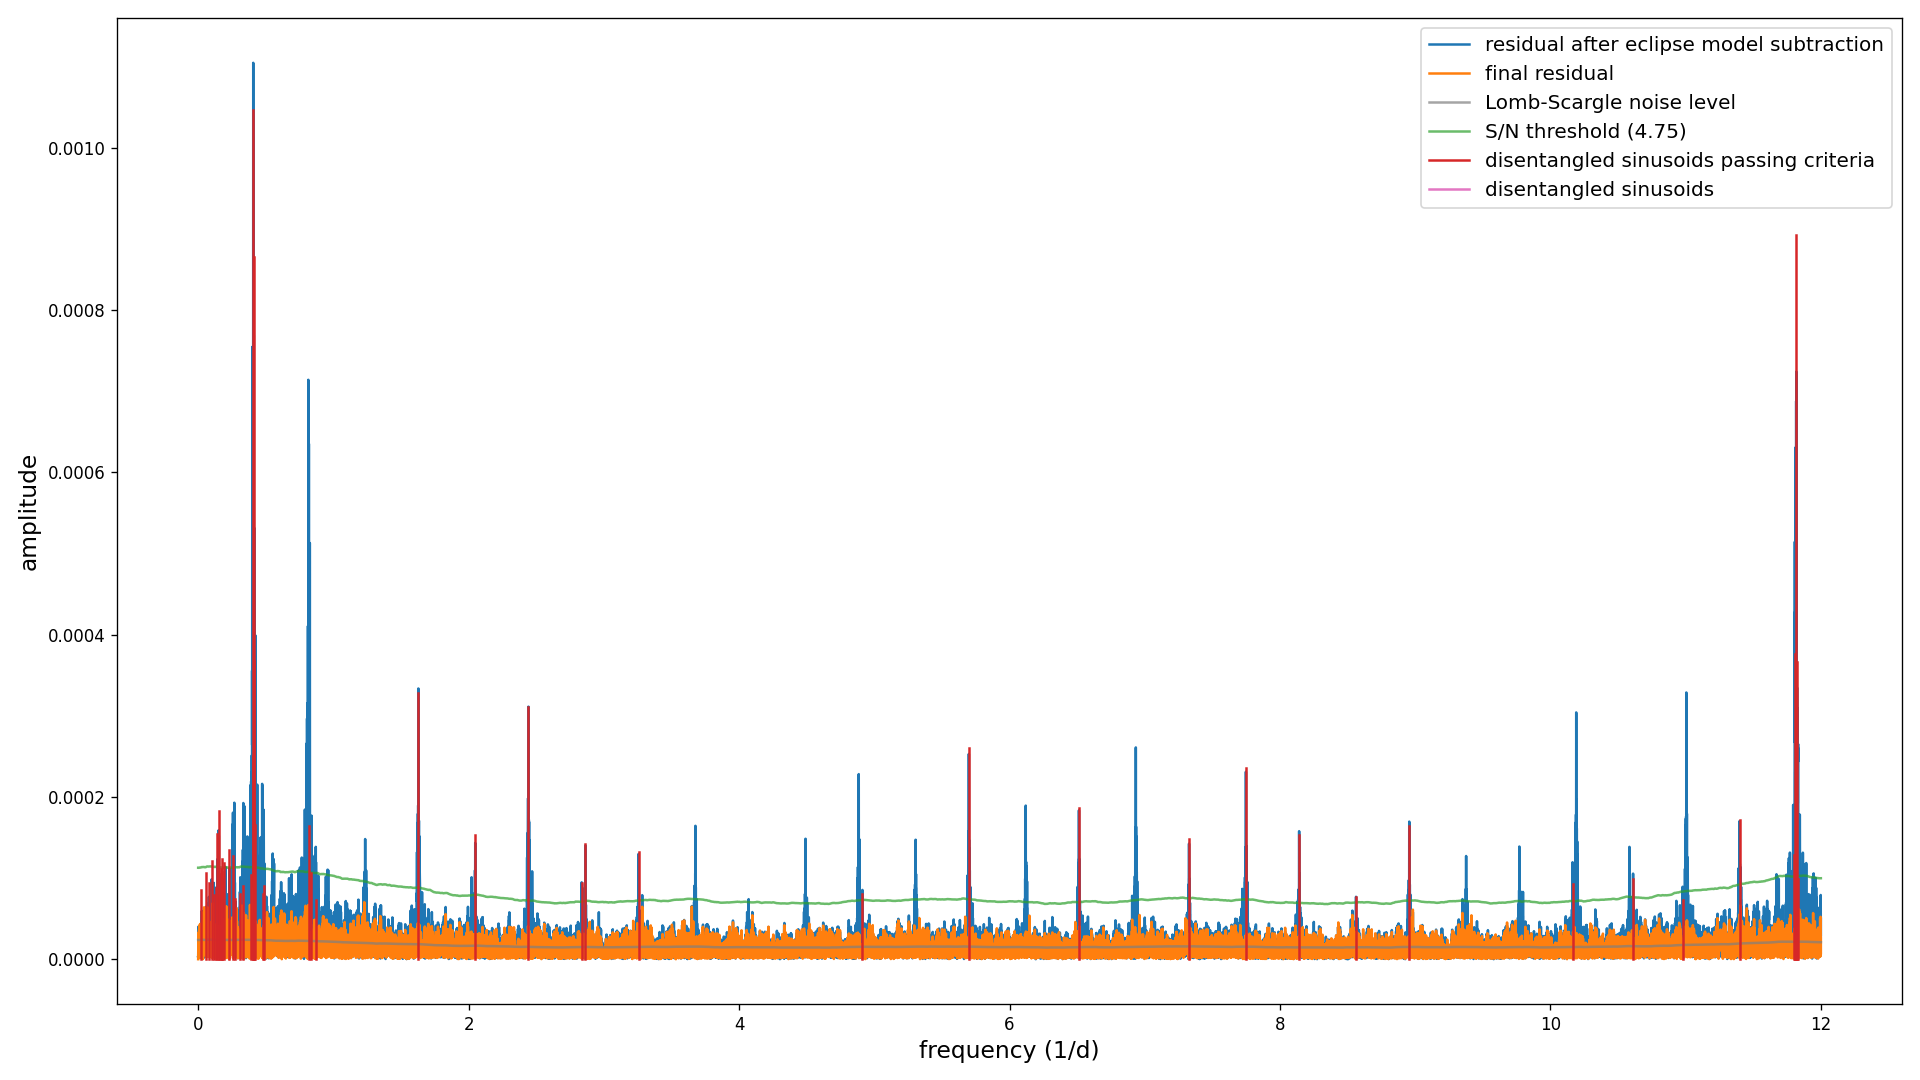 residual after eclipse model subtraction
final residual
Lomb-Scargle noise level
S/N threshold (4.75)
disentangled sinusoids passing criteria
disentangled sinusoids
0.0010
0.0008
0.0006
0.0004
0.0002
0.0000
amplitude
0 2 4 6 8 10 12
frequency (1/d)